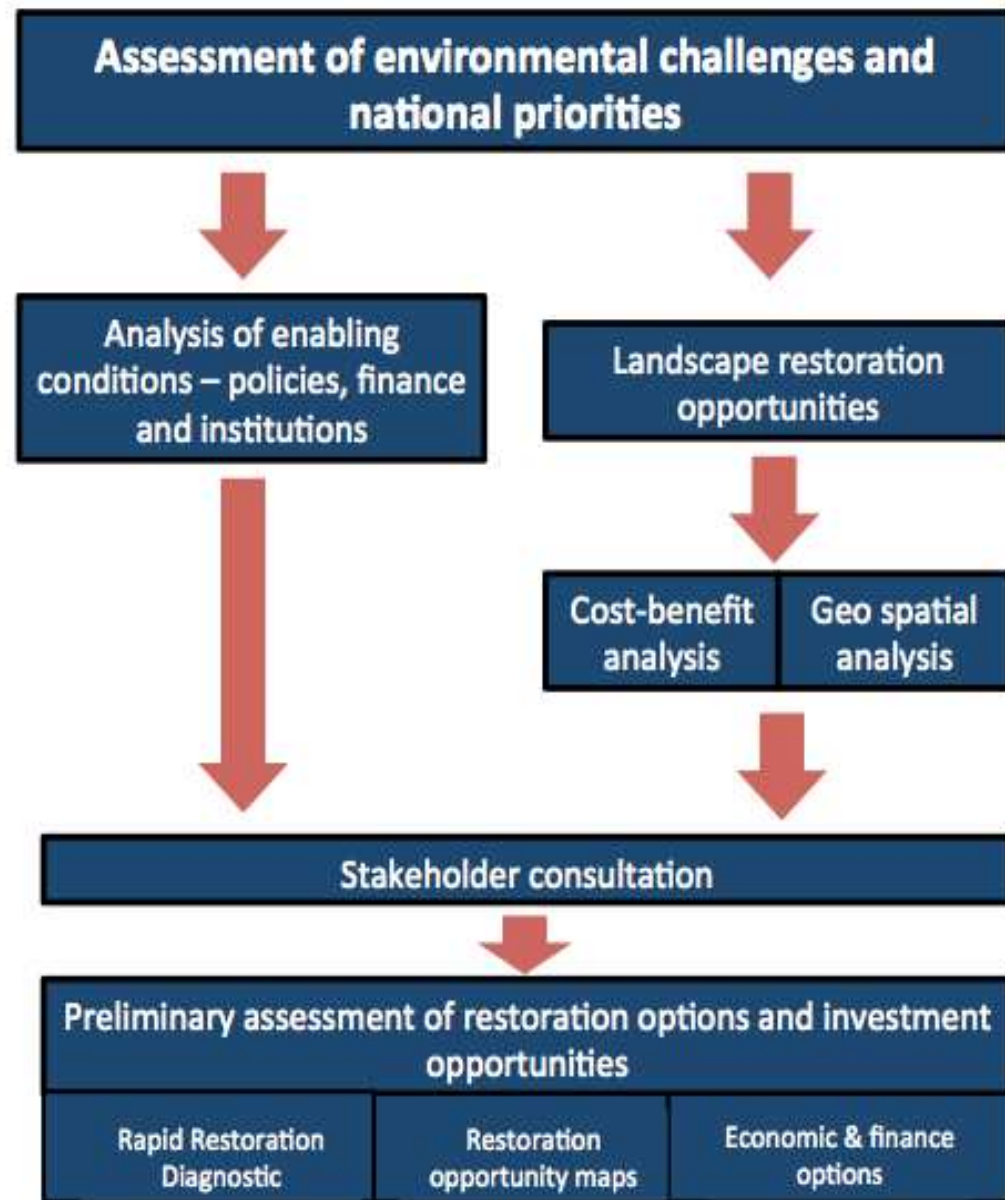 Assessment of environmental challenges and
national priorities
Analysis of enabling
conditions – policies, finance
and institutions
Landscape restoration
opportunities
Cost-benefit
analysis
Geo spatial
analysis
Stakeholder consultation
Preliminary assessment of restoration options and investment
opportunities
Rapid Restoration
Diagnostic
Restoration
opportunity maps
Economic & finance
options